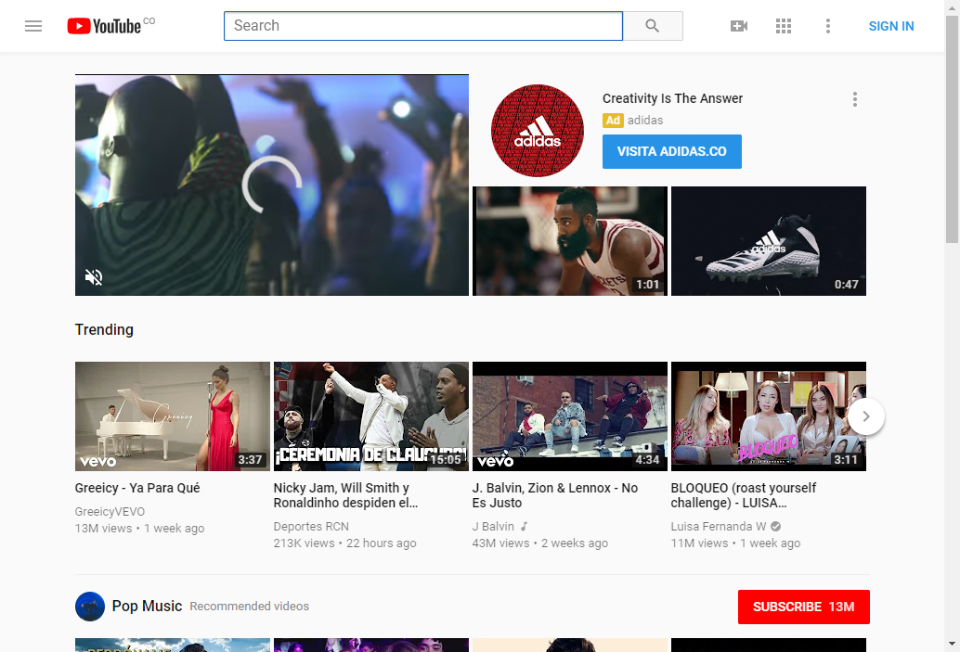 YouTube CO
Search
SIGN IN
Creativity Is The Answer
Ad adidas
VISITA ADIDAS.CO
adidas
1:01
adidas
0:47
Trending
Greeicy
vevo
3:37
¡CEREMONIA DE CLAUSURA!
15:05
vevo
4:34
BLOQUEO
3:11
Greeicy - Ya Para Qué
GreeicyVEVO
13M views • 1 week ago
Nicky Jam, Will Smith y
Ronaldinho despiden el...
Deportes RCN
213K views • 22 hours ago
J. Balvin, Zion & Lennox - No
Es Justo
J Balvin
43M views • 2 weeks ago
BLOQUEO (roast yourself
challenge) - LUISA...
Luisa Fernanda W
11M views • 1 week ago
Pop Music Recommended videos
SUBSCRIBE 13M